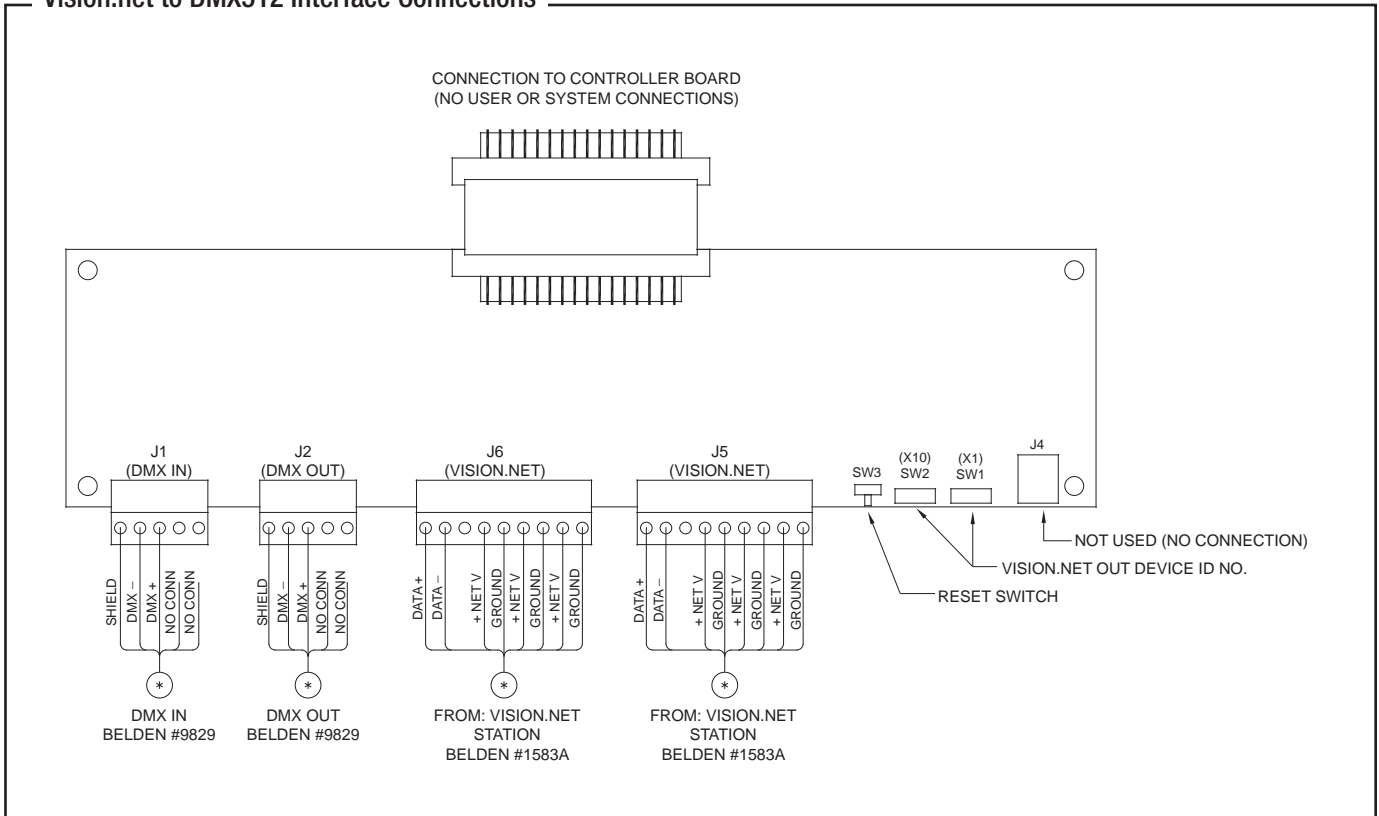 Vision.net to DMX512 Interface Connections
CONNECTION TO CONTROLLER BOARD
(NO USER OR SYSTEM CONNECTIONS)
J1
(DMX IN)
J2
(DMX OUT)
J6
(VISION.NET)
J5
(VISION.NET)
SW3
(X10)
SW2
(X1)
SW1
J4
NOT USED (NO CONNECTION)
VISION.NET OUT DEVICE ID NO.
RESET SWITCH
SHIELD
DMX –
DMX +
NO CONN
NO CONN
SHIELD
DMX –
DMX +
NO CONN
NO CONN
DATA +
DATA –
+ NET V
GROUND
+ NET V
GROUND
+ NET V
GROUND
DATA +
DATA –
+ NET V
GROUND
+ NET V
GROUND
+ NET V
GROUND
*
*
*
*
DMX IN
BELDEN #9829
DMX OUT
BELDEN #9829
FROM: VISION.NET
STATION
BELDEN #1583A
FROM: VISION.NET
STATION
BELDEN #1583A